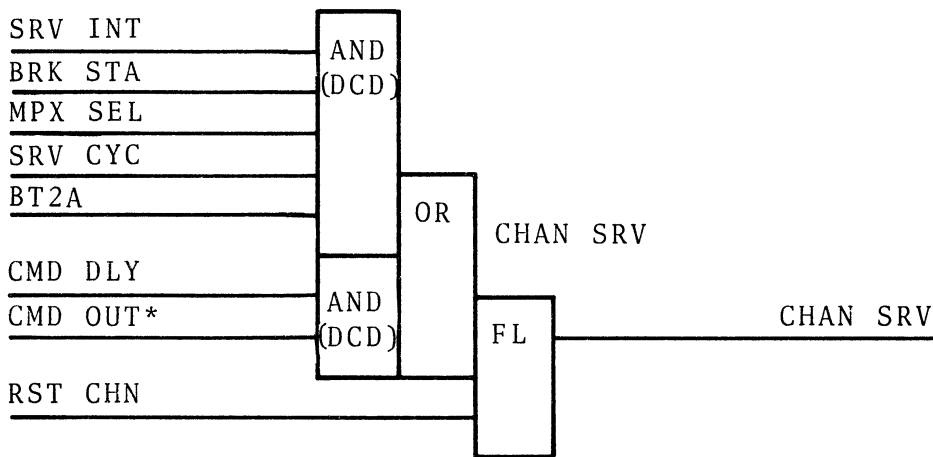 SRV INT
BRK STA
MPX SEL
SRV CYC
BT2A
CMD DLY
CMD OUT*
RST CHN
AND
(DCD)
AND
(DCD)
OR
CHAN SRV
FL
CHAN SRV